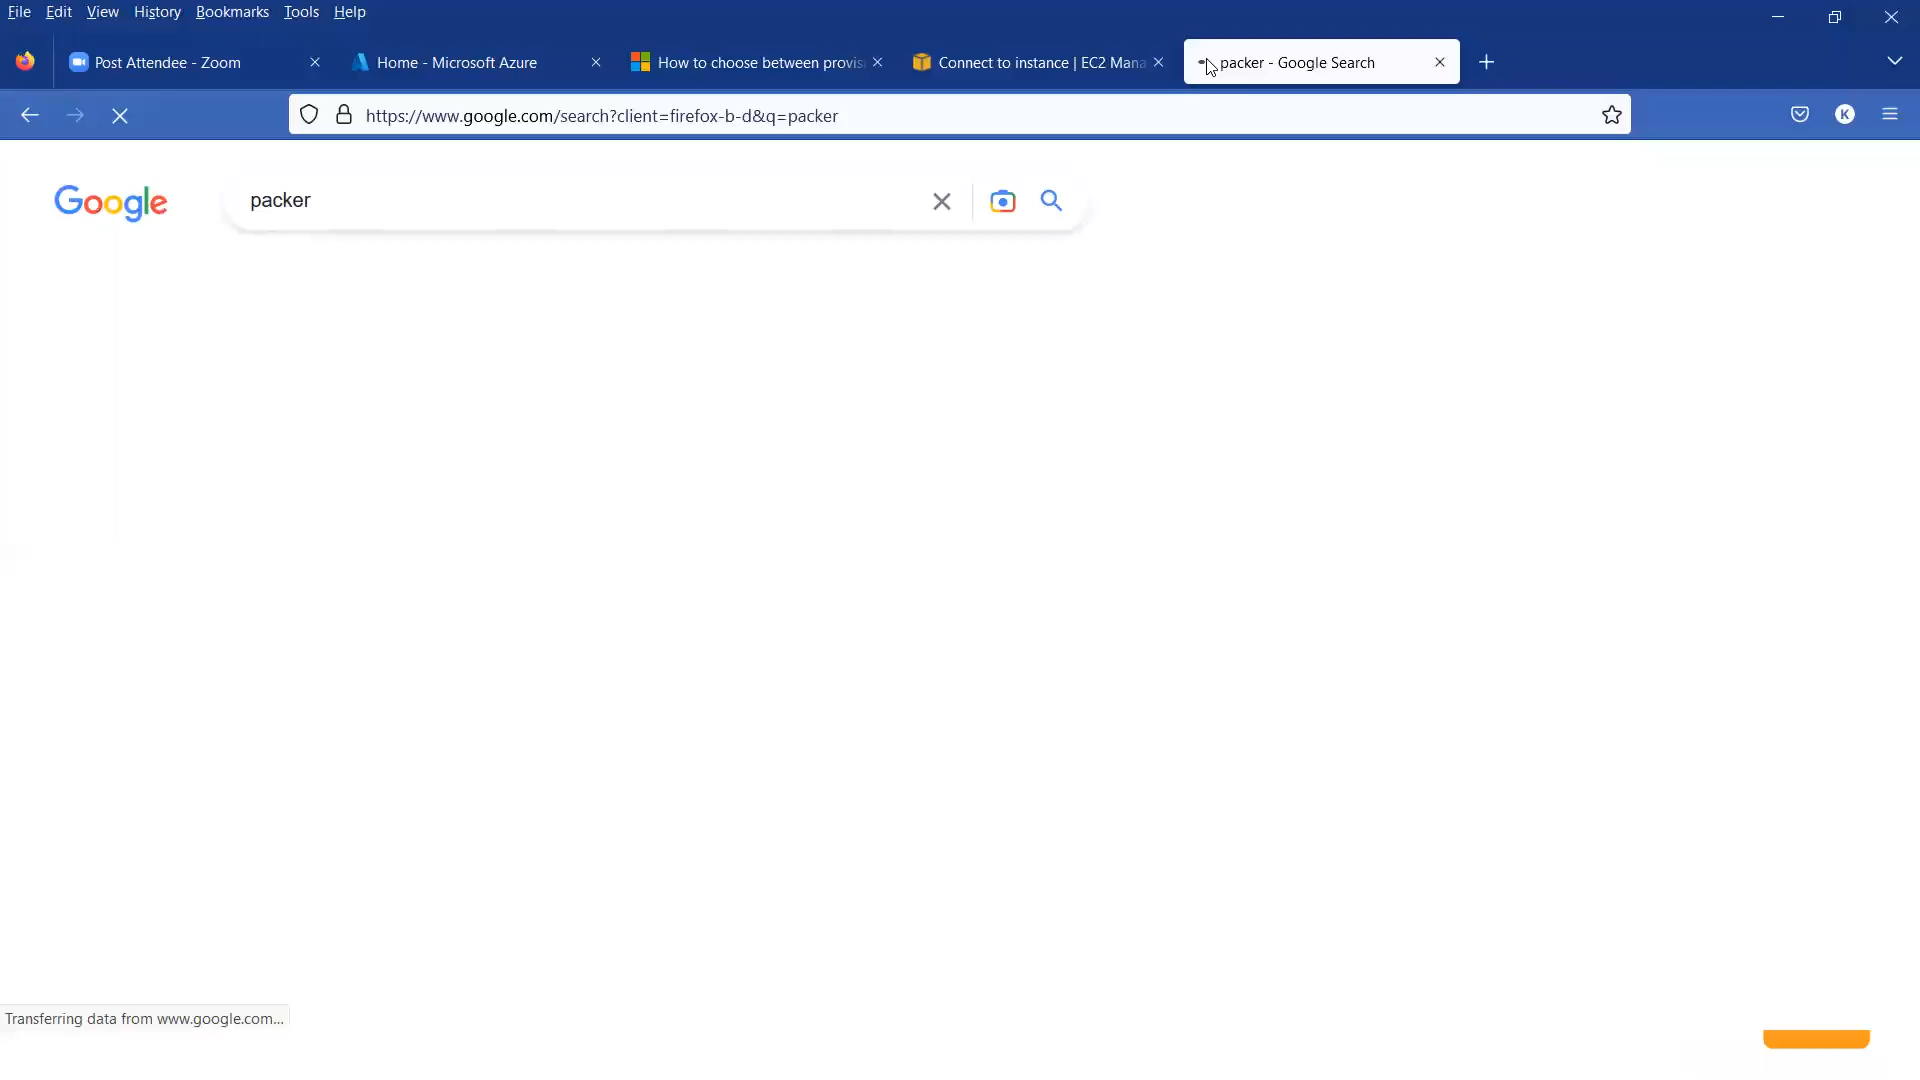 File Edit View History Bookmarks Tools Help
Post Attendee - Zoom
Home - Microsoft Azure
How to choose between provis
Connect to instance | EC2 Mana
packer - Google Search
https://www.google.com/search?client=firefox-b-d&q=packer
K
Google
packer
Transferring data from www.google.com...